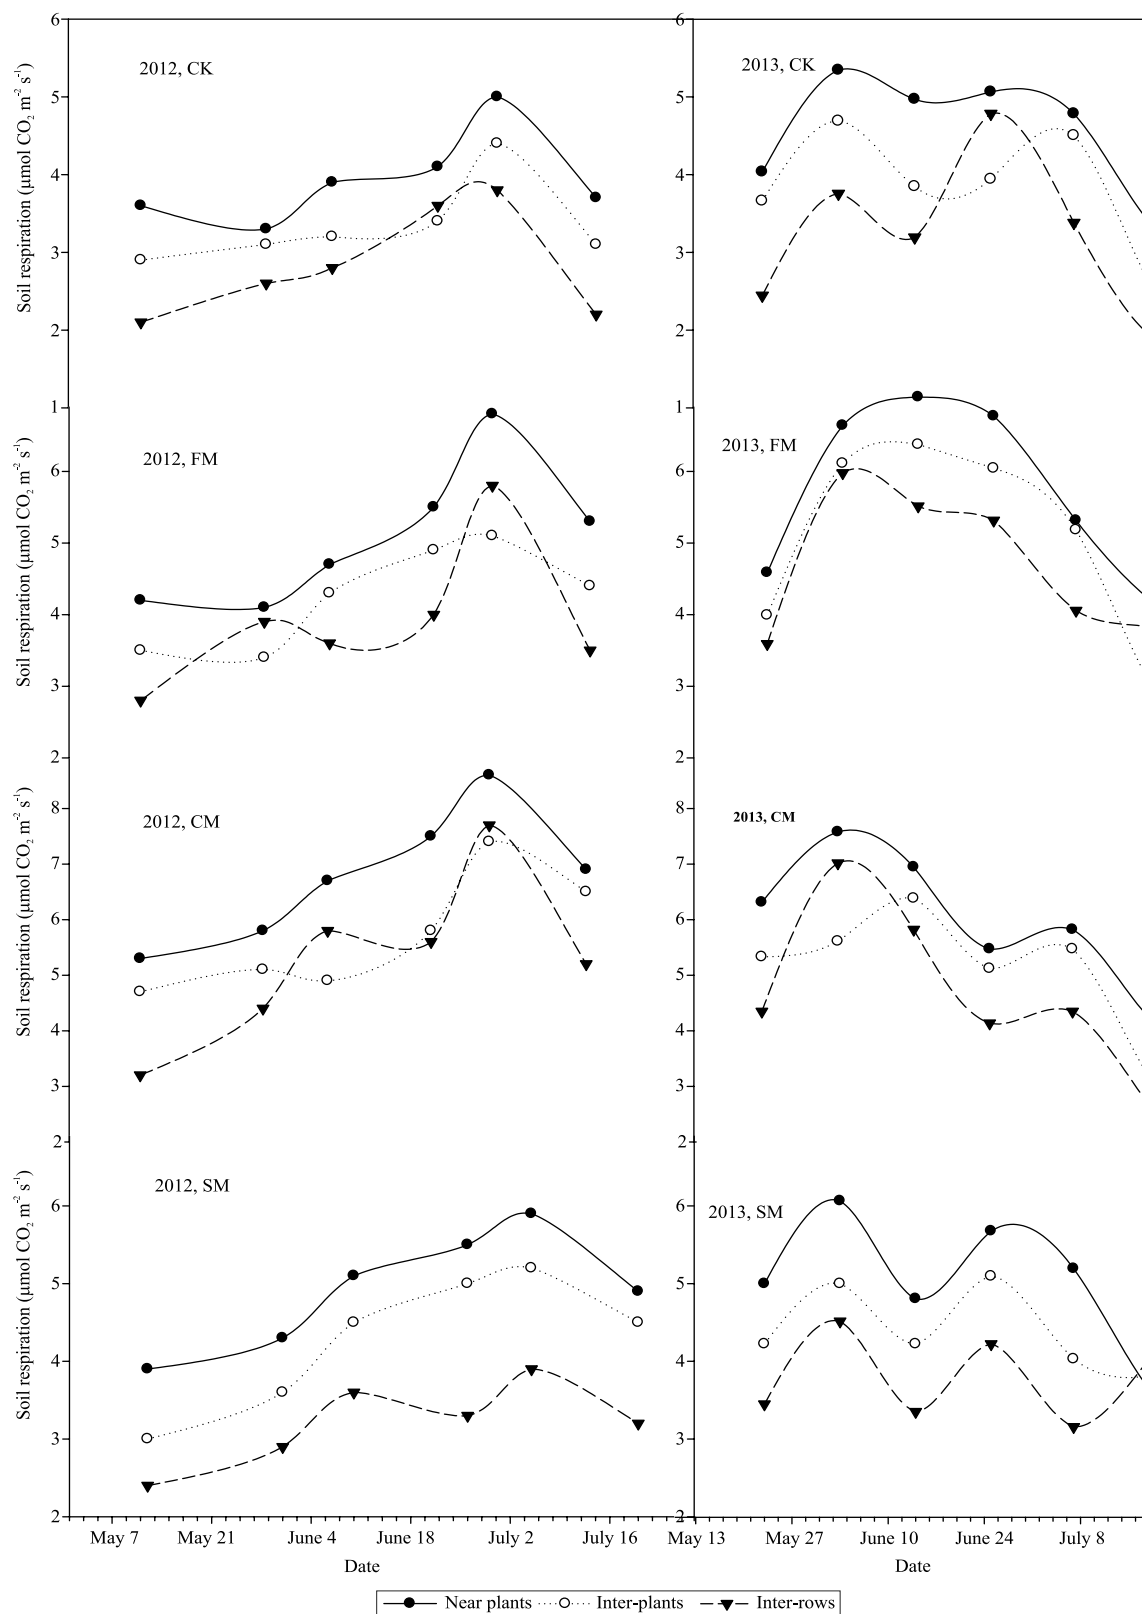 6
5
4
3
2
1
Soil respiration (µmol CO₂ m⁻² s⁻¹)
2012, CK
6
5
4
3
2
1
2013, CK
6
5
4
3
2
Soil respiration (µmol CO₂ m⁻² s⁻¹)
2012, FM
6
5
4
3
2
2013, FM
8
7
6
5
4
3
2
Soil respiration (µmol CO₂ m⁻² s⁻¹)
2012, CM
8
7
6
5
4
3
2
2013, CM
6
5
4
3
2
Soil respiration (µmol CO₂ m⁻² s⁻¹)
2012, SM
6
5
4
3
2
2013, SM
May 7 May 21 June 4 June 18 July 2 July 16
Date
May 13 May 27 June 10 June 24 July 8
Date
Near plants Inter-plants Inter-rows